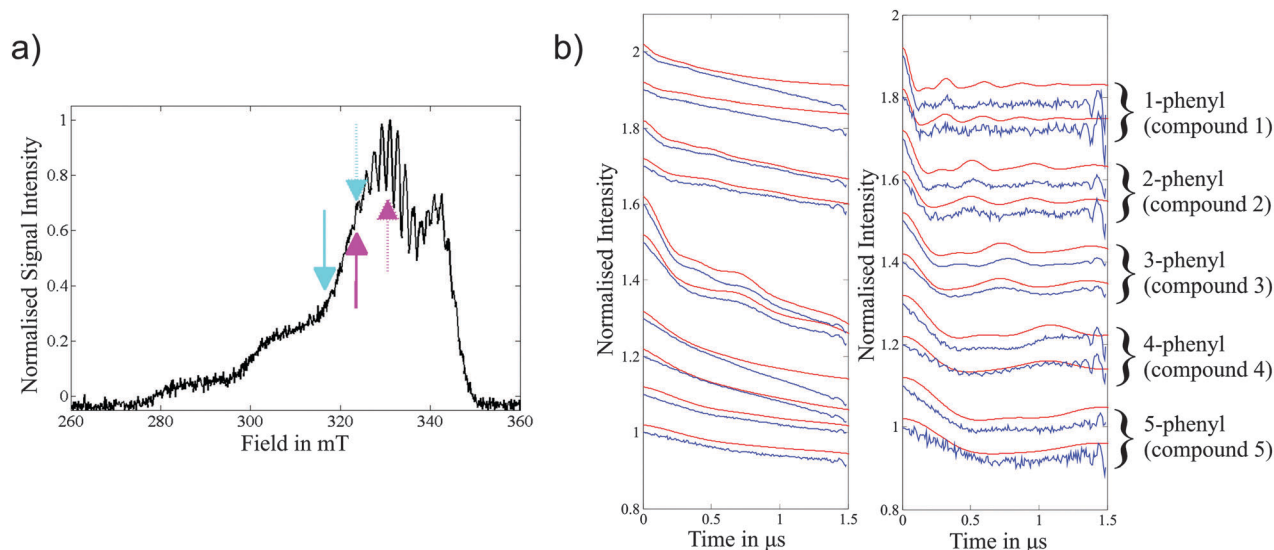 a)
Normalised Signal Intensity
1
0.8
0.6
0.4
0.2
0
260
280
300
320
340
360
Field in mT
b)
Normalised Intensity
2
1.8
1.6
1.4
1.2
1
0.8
0
0.5
1
1.5
Time in μs
Normalised Intensity
2
1.8
1.6
1.4
1.2
1
0.8
0
0.5
1
1.5
Time in μs
1-phenyl
(compound 1)
2-phenyl
(compound 2)
3-phenyl
(compound 3)
4-phenyl
(compound 4)
5-phenyl
(compound 5)